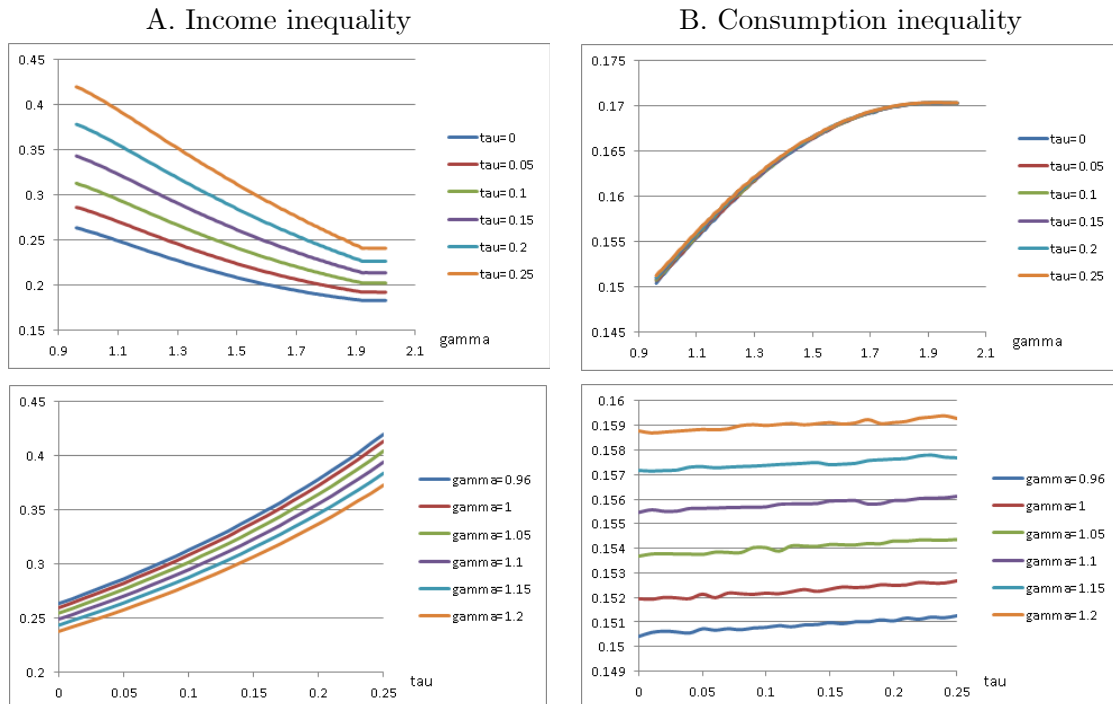 A. Income inequality
0.45
0.4
0.35
0.3
0.25
0.2
0.15
0.9 1.1 1.3 1.5 1.7 1.9 2.1
gamma
tau=0
tau=0.05
tau=0.1
tau=0.15
tau=0.2
tau=0.25
B. Consumption inequality
0.175
0.17
0.165
0.16
0.155
0.15
0.145
0.9 1.1 1.3 1.5 1.7 1.9 2.1
gamma
tau=0
tau=0.05
tau=0.1
tau=0.15
tau=0.2
tau=0.25
0.45
0.4
0.35
0.3
0.25
0.2
0 0.05 0.1 0.15 0.2 0.25
tau
gamma=0.96
gamma=1
gamma=1.05
gamma=1.1
gamma=1.15
gamma=1.2
0.16
0.159
0.158
0.157
0.156
0.155
0.154
0.153
0.152
0.151
0.15
0.149
0 0.05 0.1 0.15 0.2 0.25
tau
gamma=0.96
gamma=1
gamma=1.05
gamma=1.1
gamma=1.15
gamma=1.2